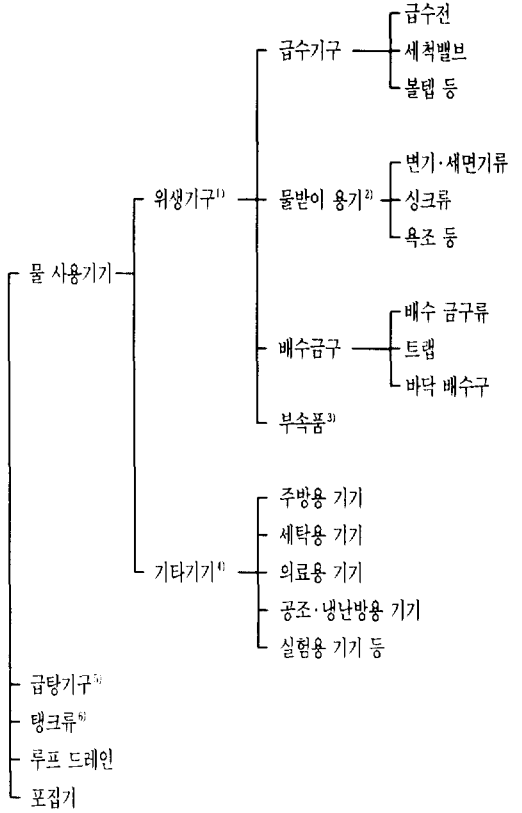 급수전
급수기구
세척밸브
볼텝 등
변기·세면기류
위생기구1)
물받이 용기2)
싱크류
욕조 등
물 사용기기
배수 금구류
배수금구
트랩
바닥 배수구
부속품3)
주방용 기기
세탁용 기기
기타기기4)
의료용 기기
공조·냉난방용 기기
실험용 기기 등
급탕기구5)
탱크류6)
루프 드레인
포집기